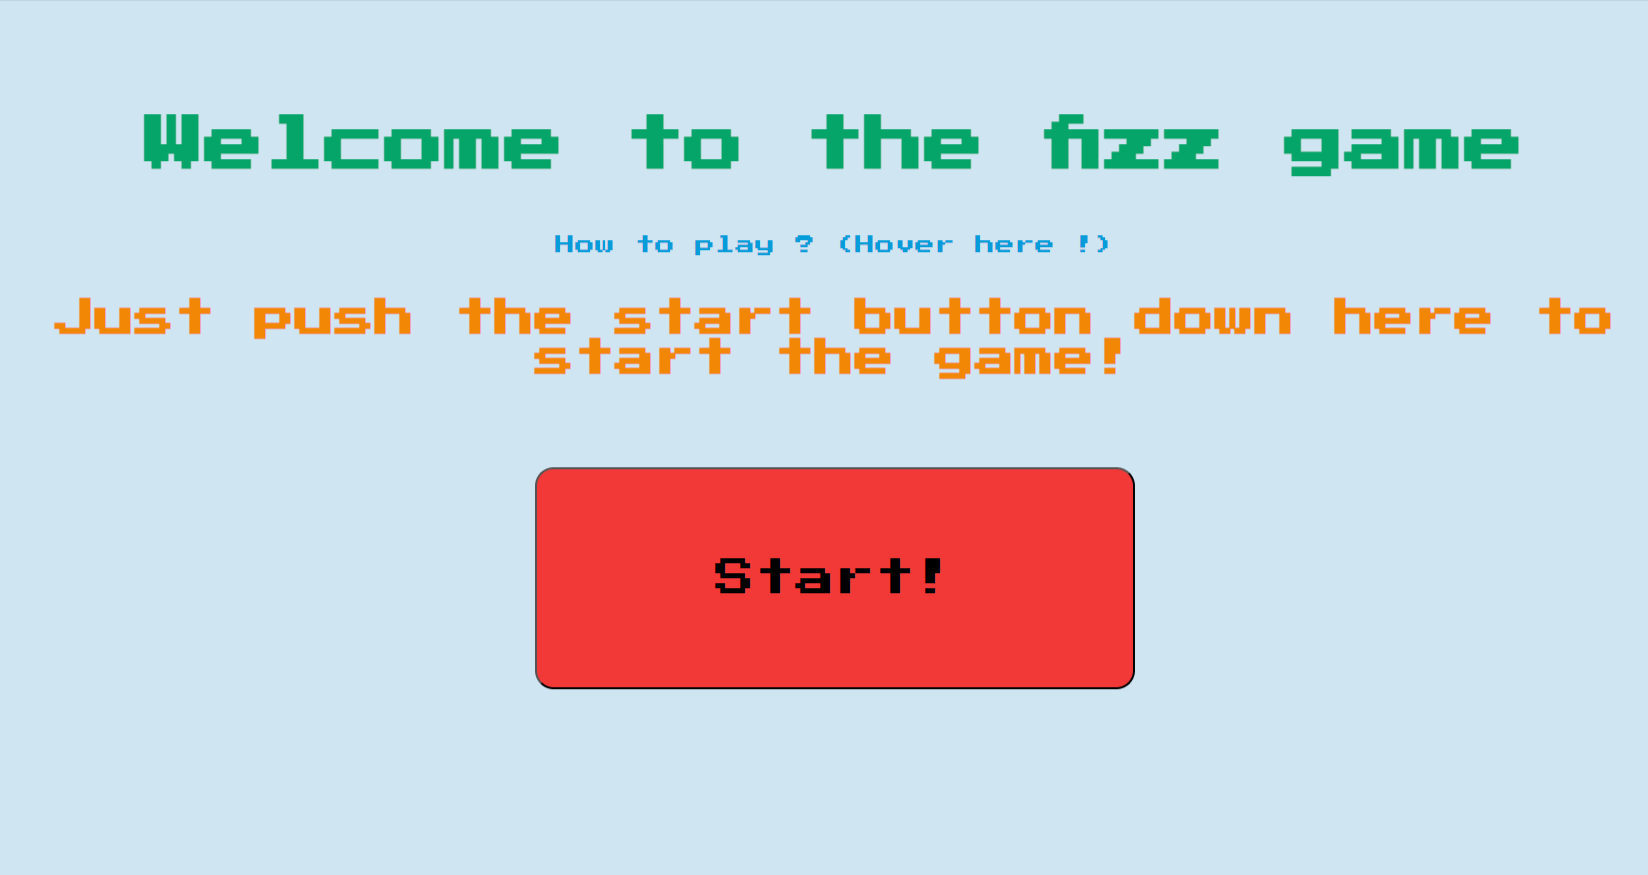 Welcome to the fizz game
How to play ? (Hover here !)
Just push the start button down here to
start the game!
Start!